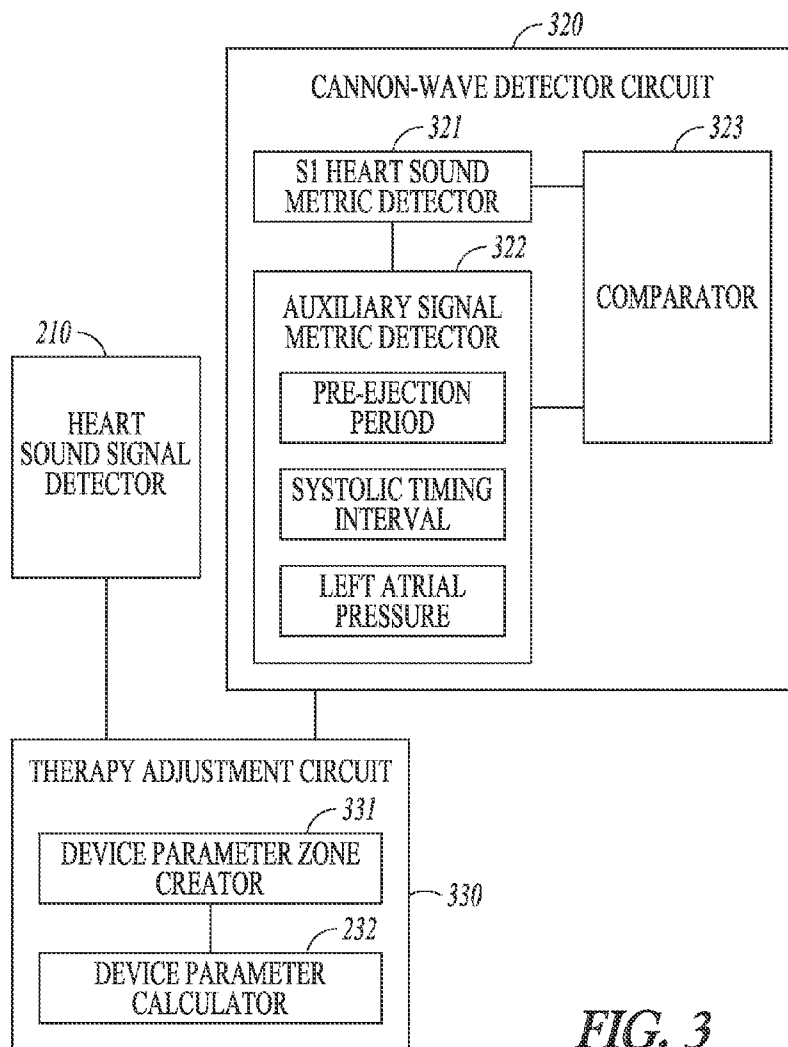 320
CANNON-WAVE DETECTOR CIRCUIT
321
S1 HEART SOUND
METRIC DETECTOR
323
COMPARATOR
322
AUXILIARY SIGNAL
METRIC DETECTOR
PRE-EJECTION
PERIOD
SYSTOLIC TIMING
INTERVAL
LEFT ATRIAL
PRESSURE
210
HEART
SOUND SIGNAL
DETECTOR
THERAPY ADJUSTMENT CIRCUIT
331
DEVICE PARAMETER ZONE
CREATOR
330
232
DEVICE PARAMETER
CALCULATOR
FIG. 3